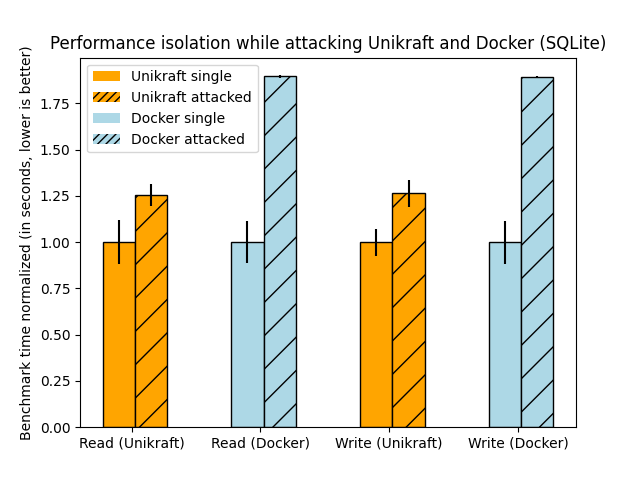 Performance isolation while attacking Unikraft and Docker (SQLite)
Benchmark time normalized (in seconds, lower is better)
Unikraft single
Unikraft attacked
Docker single
Docker attacked
1.75
1.50
1.25
1.00
0.75
0.50
0.25
0.00
Read (Unikraft)
Read (Docker)
Write (Unikraft)
Write (Docker)